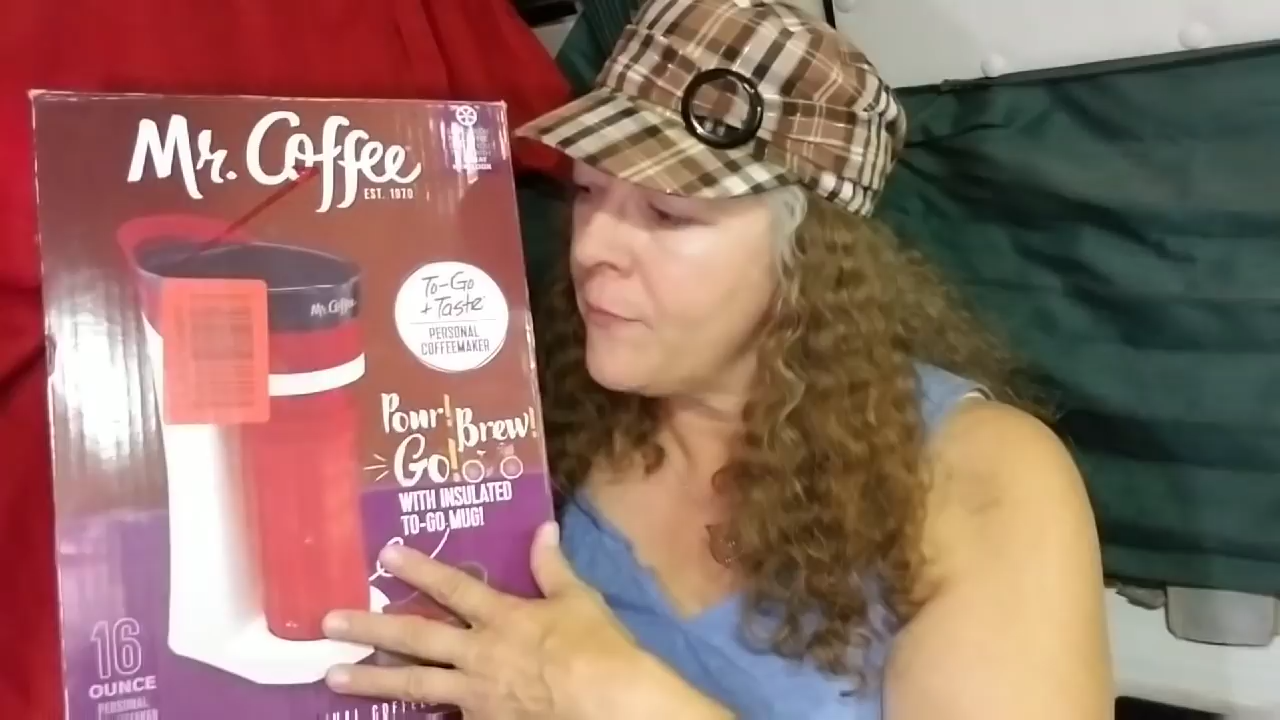 Mr. Coffee
EST. 1970
Mr. Coffee
To-Go
+ Taste
PERSONAL
COFFEEMAKER
Pour! Brew!
Go!
WITH INSULATED
TO-GO MUG!
16
OUNCE
PERSONAL